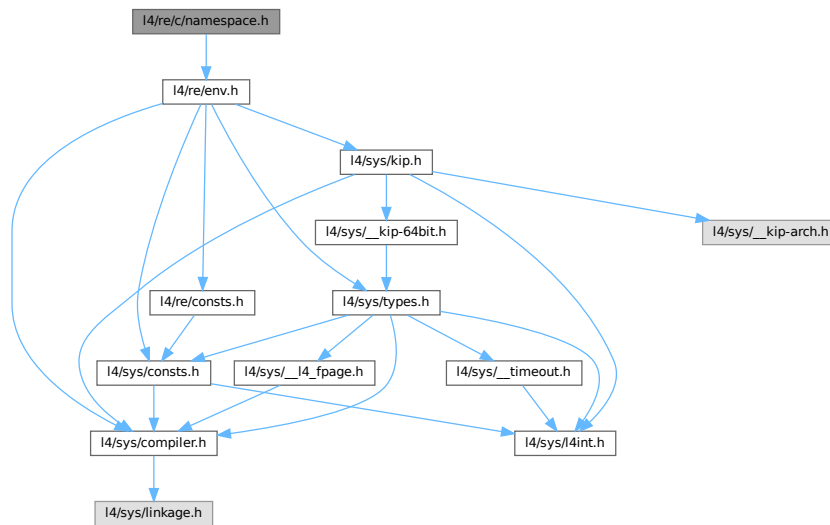 l4/re/c/namespace.h
l4/re/env.h
l4/sys/kip.h
l4/sys/__kip-64bit.h
l4/sys/__kip-arch.h
l4/re/consts.h
l4/sys/types.h
l4/sys/consts.h
l4/sys/__l4_fpage.h
l4/sys/__timeout.h
l4/sys/compiler.h
l4/sys/l4int.h
l4/sys/linkage.h